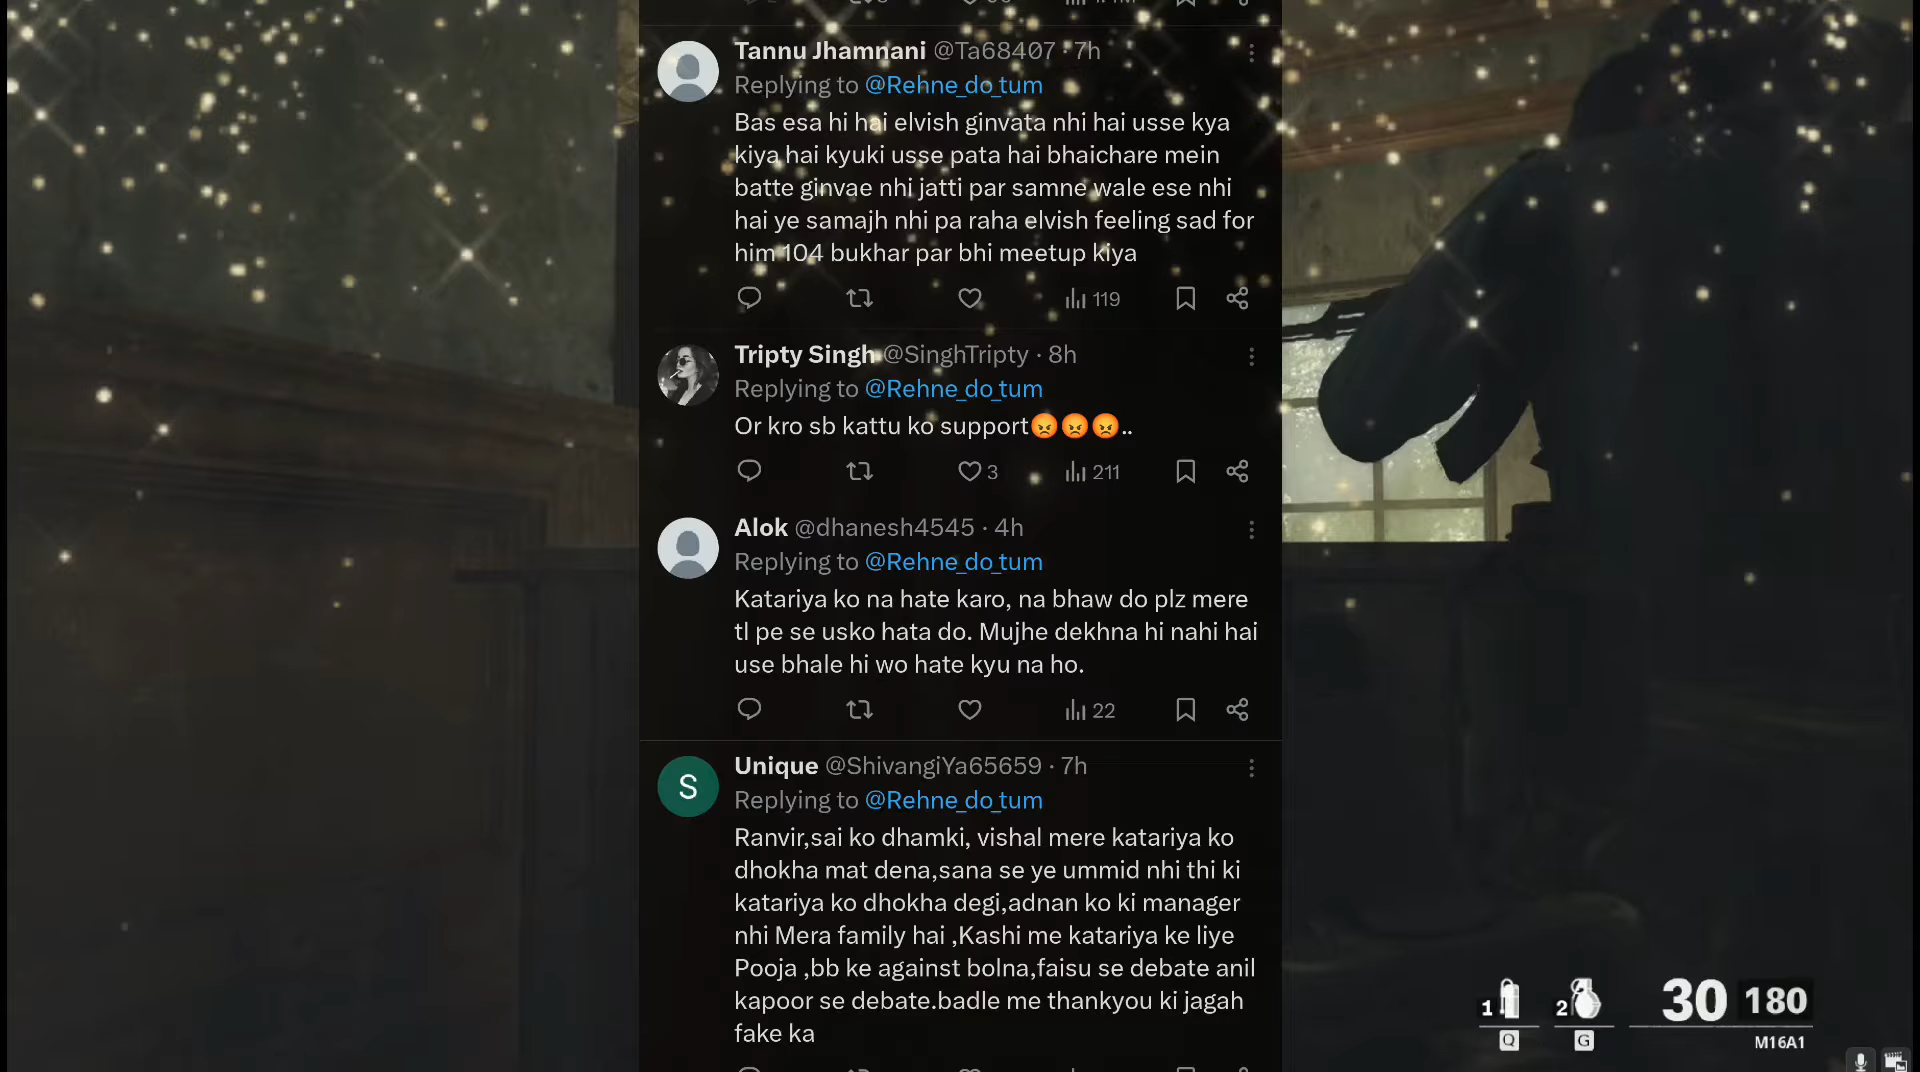 Tannu Jhamnani @Ta68407 · 7h
Replying to @Rehne_do_tum
Bas esa hi hai elvish ginvata nhi hai usse kya
kiya hai kyuki usse pata hai bhaichare mein
batte ginvae nhi jatti par samne wale ese nhi
hai ye samajh nhi pa raha elvish feeling sad for
him 104 bukhar par bhi meetup kiya
119
Tripty Singh @SinghTripty · 8h
Replying to @Rehne_do_tum
Or kro sb kattu ko support😡😡😡..
3 211
Alok @dhanesh4545 · 4h
Replying to @Rehne_do_tum
Katariya ko na hate karo, na bhaw do plz mere
tl pe se usko hata do. Mujhe dekhna hi nahi hai
use bhale hi wo hate kyu na ho.
22
S
Unique @ShivangiYa65659 · 7h
Replying to @Rehne_do_tum
Ranvir,sai ko dhamki, vishal mere katariya ko
dhokha mat dena,sana se ye ummid nhi thi ki
katariya ko dhokha degi,adnan ko ki manager
nhi Mera family hai ,Kashi me katariya ke liye
Pooja ,bb ke against bolna,faisu se debate anil
kapoor se debate.badle me thankyou ki jagah
fake ka
1 2 30 180
Q G M16A1